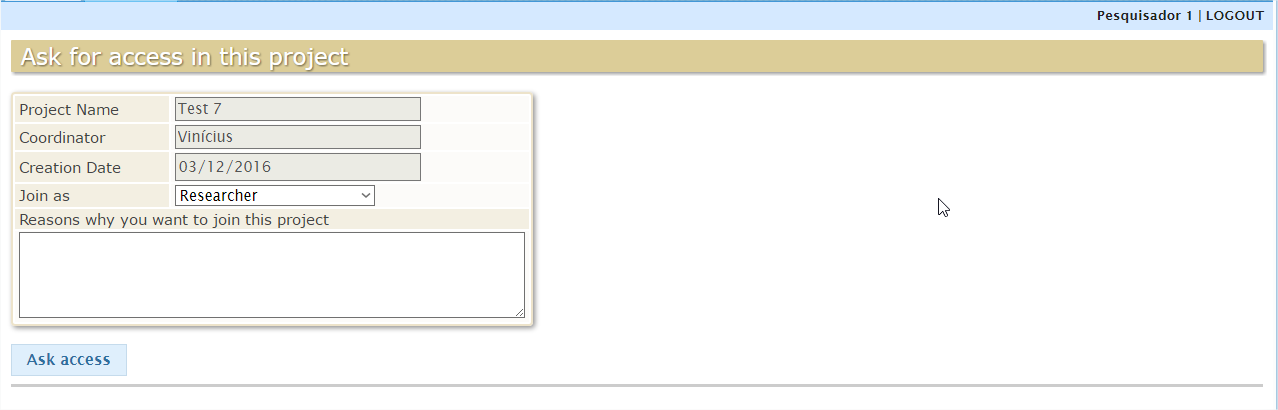 Pesquisador 1 | LOGOUT
Ask for access in this project
Project Name Test 7
Coordinator Vinícius
Creation Date 03/12/2016
Join as Researcher
Reasons why you want to join this project
Ask access